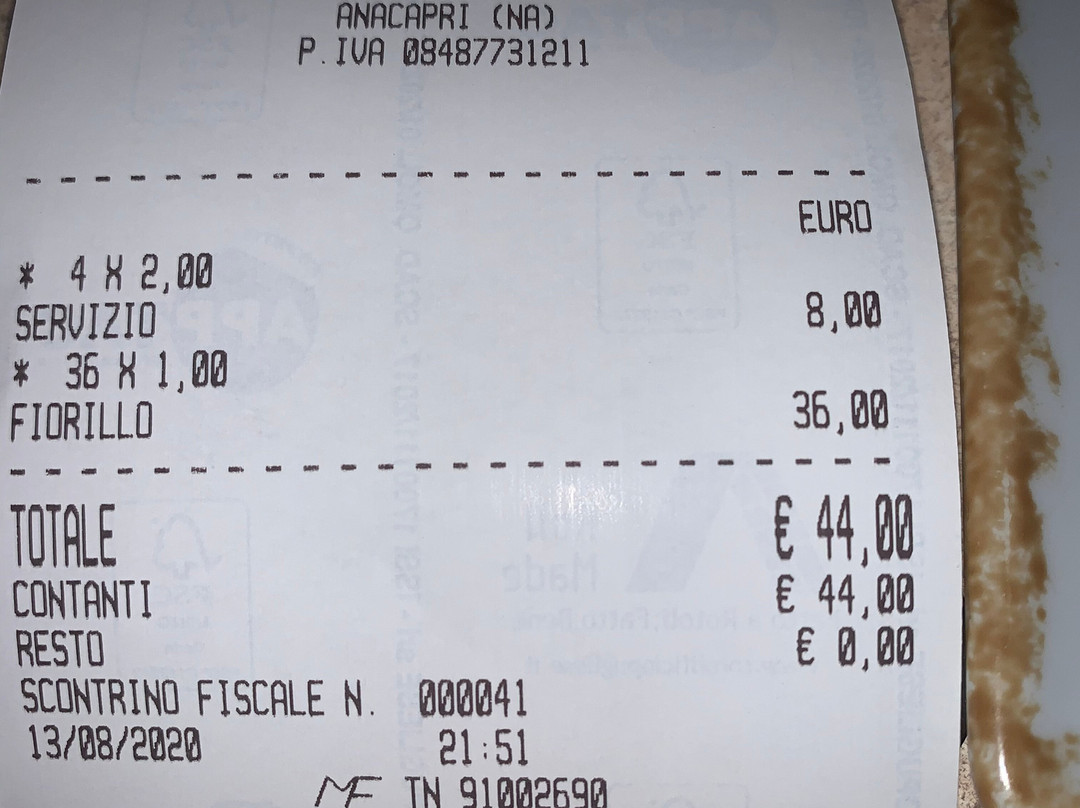 ANACAPRI (NA)
P.IVA 08487731211
EURO
* 4 X 2,00
SERVIZIO 8,00
* 36 X 1,00
FIORILLO 36,00
TOTALE € 44,00
CONTANTI € 44,00
RESTO € 0,00
SCONTRINO FISCALE N. 000041
13/08/2020 21:51
MF TN 91002690